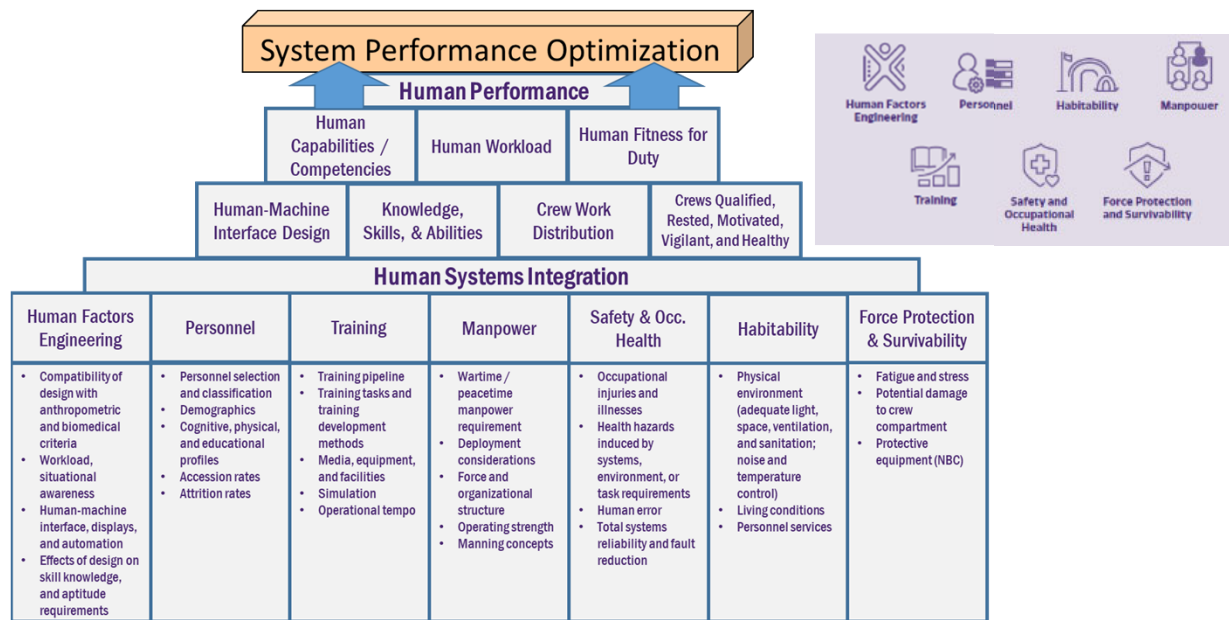 System Performance Optimization
Human Performance
Human
Capabilities /
Competencies
Human Workload
Human Fitness for
Duty
Human-Machine
Interface Design
Knowledge,
Skills, & Abilities
Crew Work
Distribution
Crews Qualified,
Rested, Motivated,
Vigilant, and Healthy
Human Systems Integration
Human Factors
Engineering
Personnel
Training
Manpower
Safety & Occ.
Health
Habitability
Force Protection
& Survivability
• Compatibility of
design with
anthropometric
and biomedical
criteria
• Workload,
situational
awareness
• Human-machine
interface, displays,
and automation
• Effects of design on
skill knowledge,
and aptitude
requirements
• Personnel selection
and classification
• Demographics
• Cognitive, physical,
and educational
profiles
• Accession rates
• Attrition rates
• Training pipeline
• Training tasks and
training
development
methods
• Media, equipment,
and facilities
• Simulation
• Operational tempo
• Wartime /
peacetime
manpower
requirement
• Deployment
considerations
• Force and
organizational
structure
• Operating strength
• Manning concepts
• Occupational
injuries and
illnesses
• Health hazards
induced by
systems,
environment, or
task requirements
• Human error
• Total systems
reliability and fault
reduction
• Physical
environment
(adequate light,
space, ventilation,
and sanitation;
noise and
temperature
control)
• Living conditions
• Personnel services
• Fatigue and stress
• Potential damage
to crew
compartment
• Protective
equipment (NBC)
Human Factors
Engineering
Personnel
Habitability
Manpower
Training
Safety and
Occupational
Health
Force Protection
and Survivability